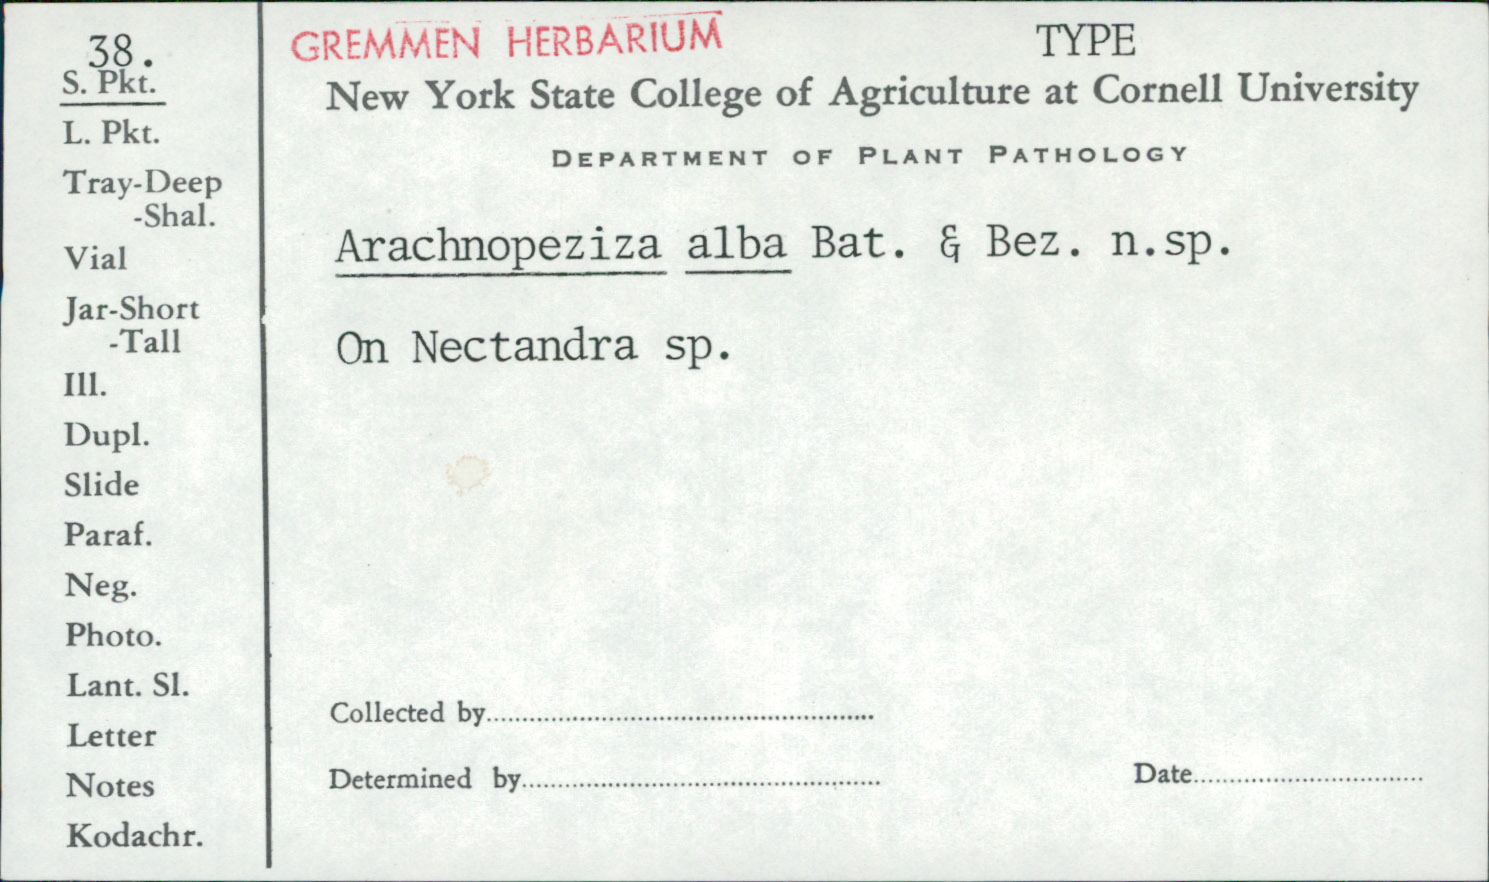 38.
S. Pkt.
L. Pkt.
Tray-Deep
-Shal.
Vial
Jar-Short
-Tall
Ill.
Dupl.
Slide
Paraf.
Neg.
Photo.
Lant. Sl.
Letter
Notes
Kodachr.
GREMMEN HERBARIUM
TYPE
New York State College of Agriculture at Cornell University
DEPARTMENT OF PLANT PATHOLOGY
Arachnopeziza alba Bat. & Bez. n.sp.
On Nectandra sp.
Collected by
Determined by
Date